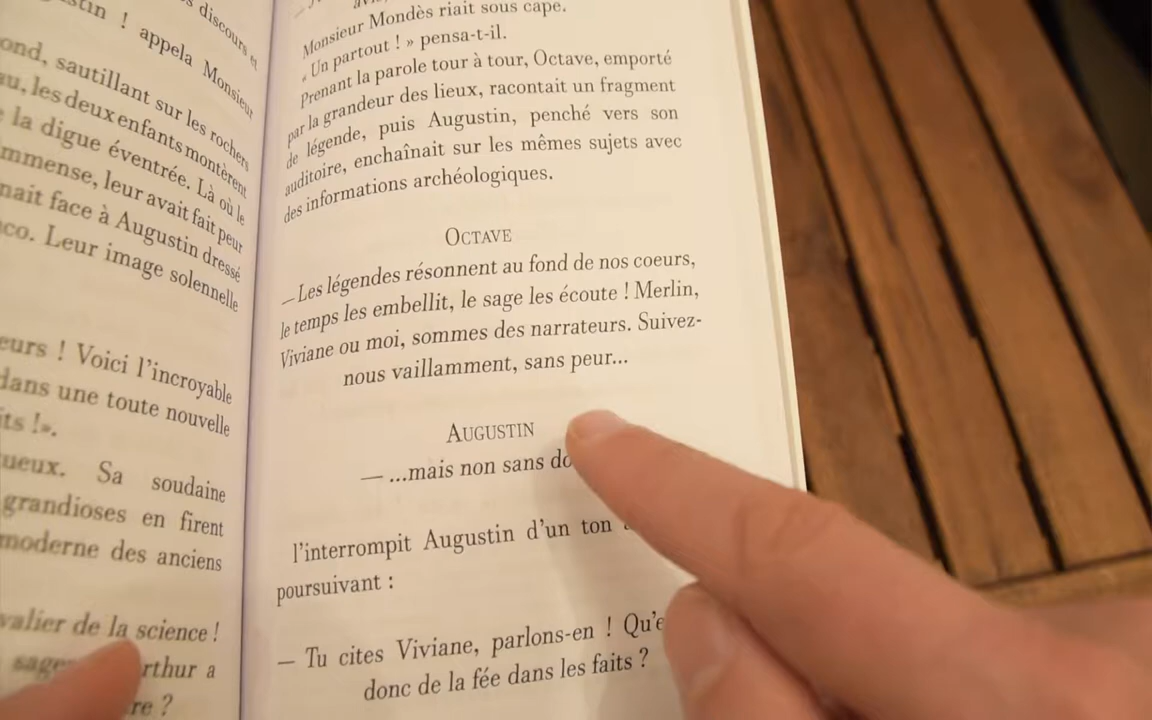 discours et
! appela Monsieur
sautillant sur les rochers
les deux enfants montèrent
la digue éventrée. Là où le
leur avait fait peur
face à Augustin dressé
Leur image solennelle
! Voici l'incroyable
dans une toute nouvelle
!».
Sa soudaine
grandioses en firent
moderne des anciens
de la science !
a
?
Monsieur Mondès riait sous cape.
« Un partout ! » pensa-t-il.
Prenant la parole tour à tour, Octave, emporté
par la grandeur des lieux, racontait un fragment
de légende, puis Augustin, penché vers son
auditoire, enchaînait sur les mêmes sujets avec
des informations archéologiques.
OCTAVE
—Les légendes résonnent au fond de nos coeurs,
le temps les embellit, le sage les écoute ! Merlin,
Viviane ou moi, sommes des narrateurs. Suivez-
nous vaillamment, sans peur...
AUGUSTIN
— ...mais non sans
l'interrompit Augustin d'un ton
poursuivant :
— Tu cites Viviane, parlons-en !
donc de la fée dans les faits ?